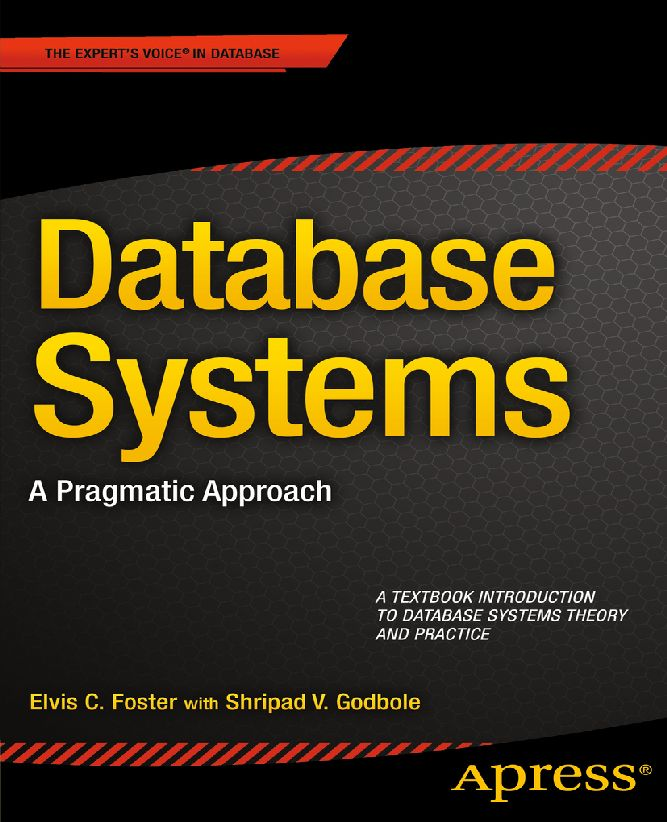 THE EXPERT'S VOICE® IN DATABASE
Database
Systems
A Pragmatic Approach
A TEXTBOOK INTRODUCTION
TO DATABASE SYSTEMS THEORY
AND PRACTICE
Elvis C. Foster with Shripad V. Godbole
Apress®